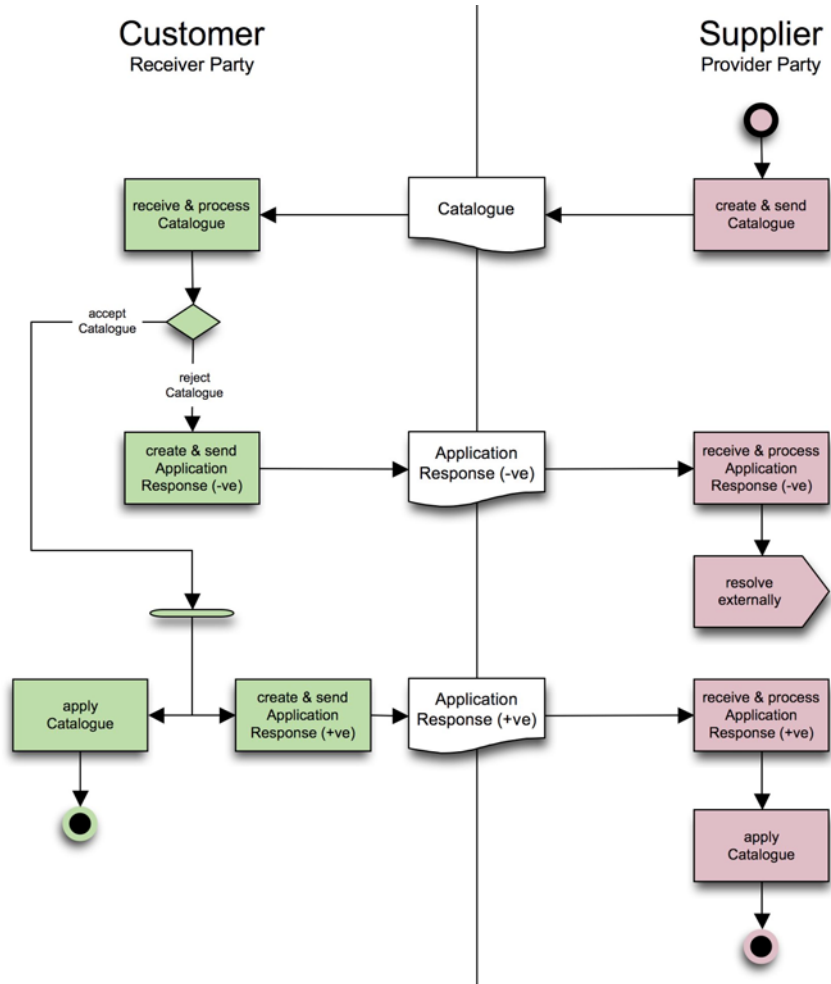 Customer
Receiver Party
Supplier
Provider Party
receive & process
Catalogue
Catalogue
create & send
Catalogue
accept
Catalogue
reject
Catalogue
create & send
Application
Response (-ve)
Application
Response (-ve)
receive & process
Application
Response (-ve)
resolve
externally
apply
Catalogue
create & send
Application
Response (+ve)
Application
Response (+ve)
receive & process
Application
Response (+ve)
apply
Catalogue